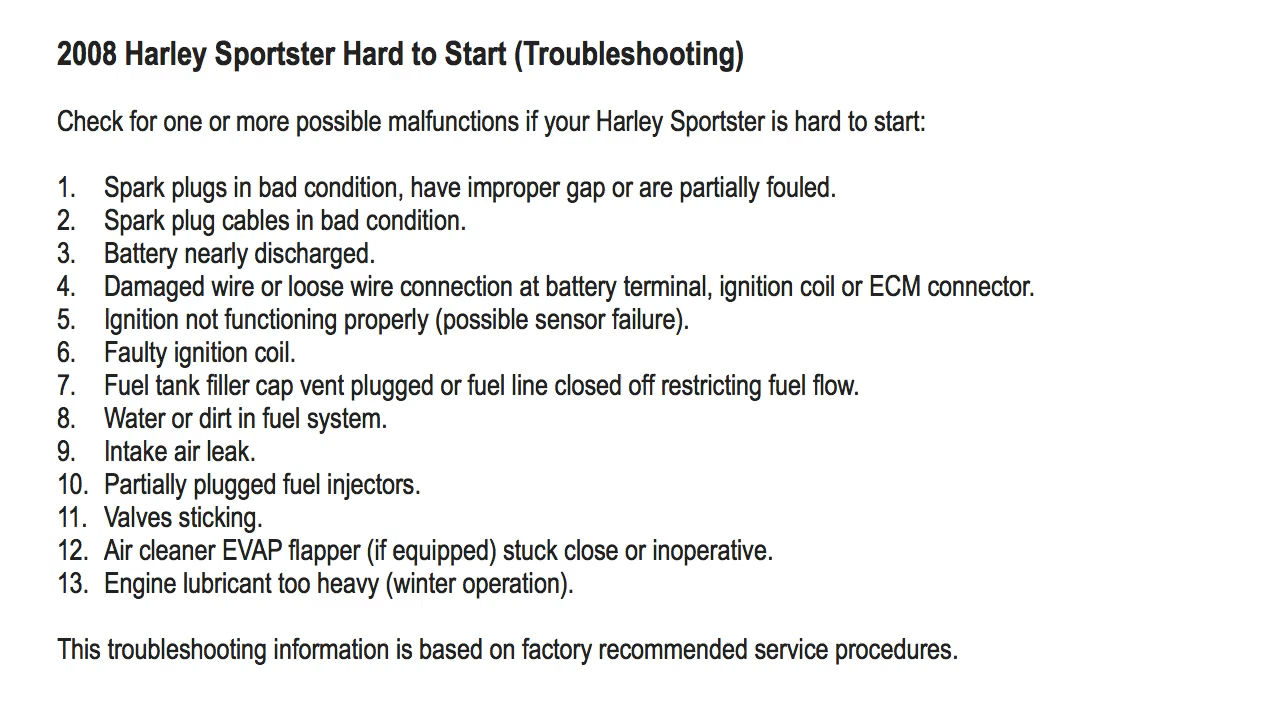 2008 Harley Sportster Hard to Start (Troubleshooting)
Check for one or more possible malfunctions if your Harley Sportster is hard to start:
1. Spark plugs in bad condition, have improper gap or are partially fouled.
2. Spark plug cables in bad condition.
3. Battery nearly discharged.
4. Damaged wire or loose wire connection at battery terminal, ignition coil or ECM connector.
5. Ignition not functioning properly (possible sensor failure).
6. Faulty ignition coil.
7. Fuel tank filler cap vent plugged or fuel line closed off restricting fuel flow.
8. Water or dirt in fuel system.
9. Intake air leak.
10. Partially plugged fuel injectors.
11. Valves sticking.
12. Air cleaner EVAP flapper (if equipped) stuck close or inoperative.
13. Engine lubricant too heavy (winter operation).
This troubleshooting information is based on factory recommended service procedures.